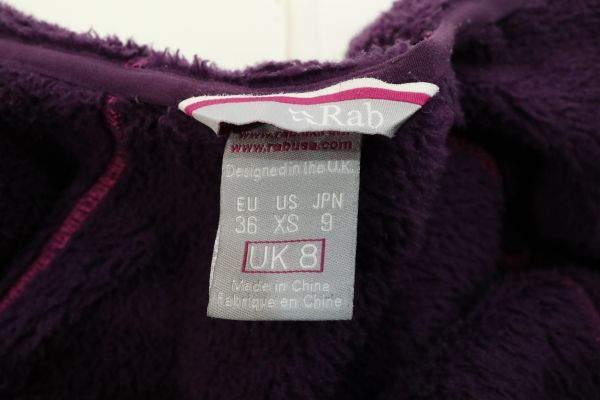 Rab
www.rabusa.com
Designed in the U.K.
EU US JPN
36 XS 9
UK 8
Made in China
Fabrique en Chine